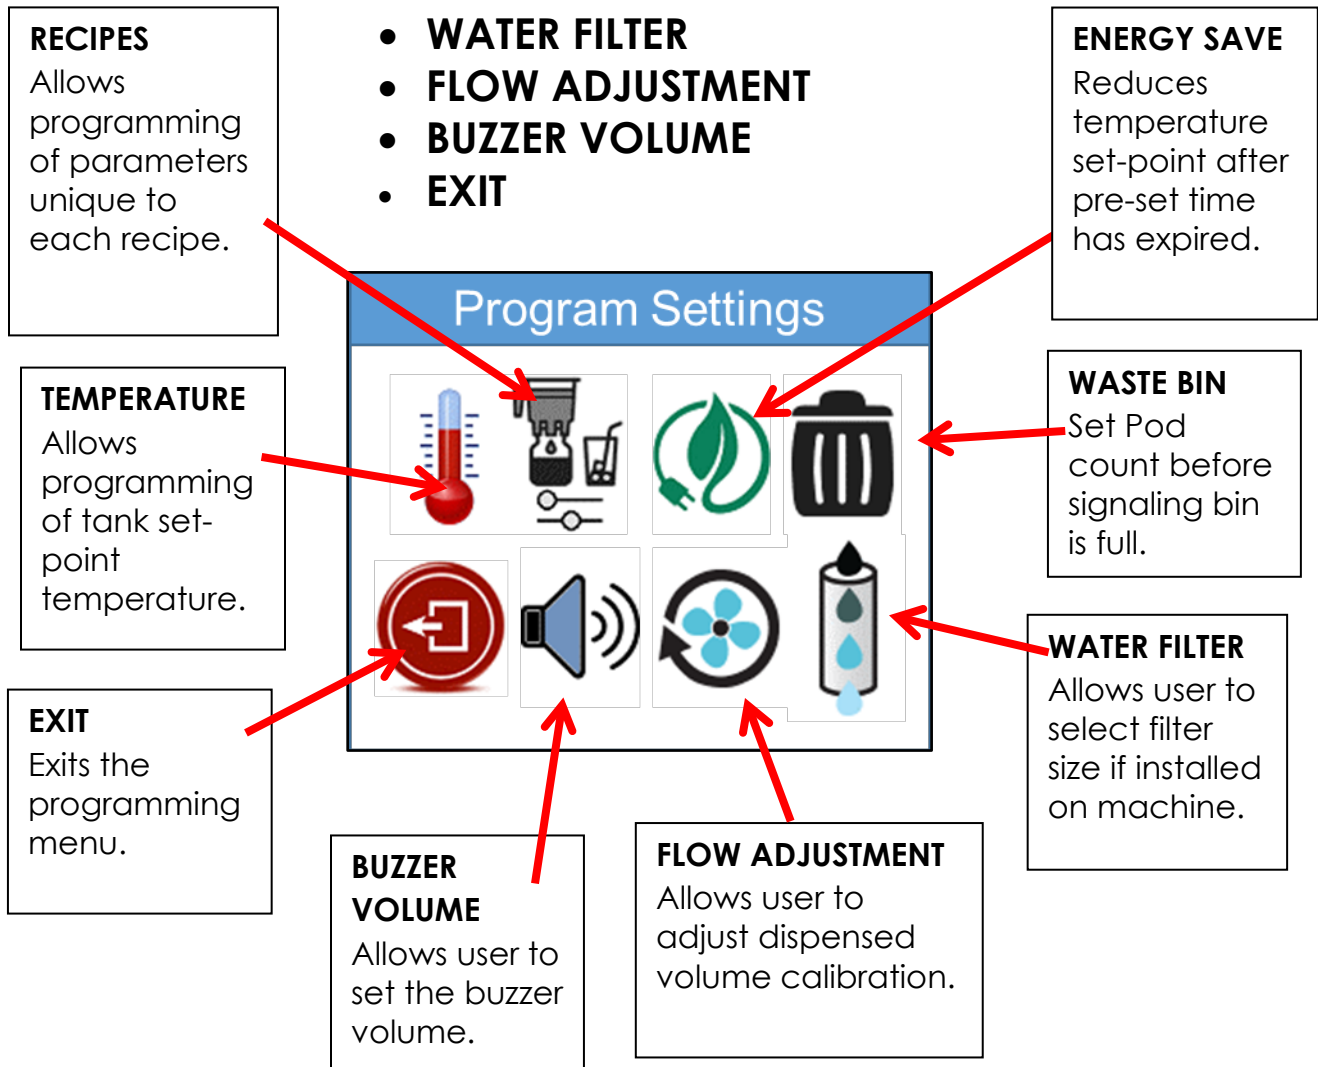 RECIPES
Allows
programming
of parameters
unique to
each recipe.
• WATER FILTER
• FLOW ADJUSTMENT
• BUZZER VOLUME
• EXIT
ENERGY SAVE
Reduces
temperature
set-point after
pre-set time
has expired.
Program Settings
TEMPERATURE
Allows
programming
of tank set-
point
temperature.
WASTE BIN
Set Pod
count before
signaling bin
is full.
EXIT
Exits the
programming
menu.
WATER FILTER
Allows user to
select filter
size if installed
on machine.
BUZZER
VOLUME
Allows user to
set the buzzer
volume.
FLOW ADJUSTMENT
Allows user to
adjust dispensed
volume calibration.